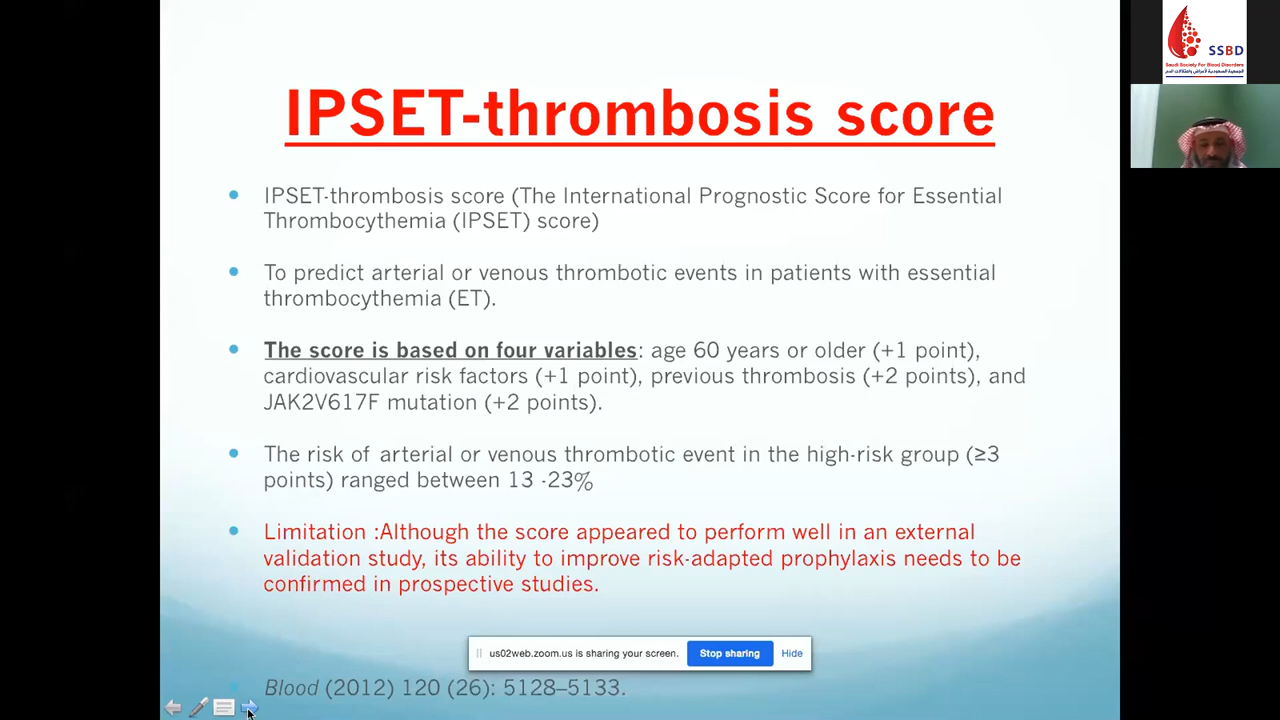 IPSET-thrombosis score
IPSET-thrombosis score (The International Prognostic Score for Essential
Thrombocythemia (IPSET) score)
To predict arterial or venous thrombotic events in patients with essential
thrombocythemia (ET).
The score is based on four variables: age 60 years or older (+1 point),
cardiovascular risk factors (+1 point), previous thrombosis (+2 points), and
JAK2V617F mutation (+2 points).
The risk of arterial or venous thrombotic event in the high-risk group (≥3
points) ranged between 13 -23%
Limitation :Although the score appeared to perform well in an external
validation study, its ability to improve risk-adapted prophylaxis needs to be
confirmed in prospective studies.
us02web.zoom.us is sharing your screen.
Stop sharing
Hide
Blood (2012) 120 (26): 5128–5133.
SSBD
Saudi Society For Blood Disorders